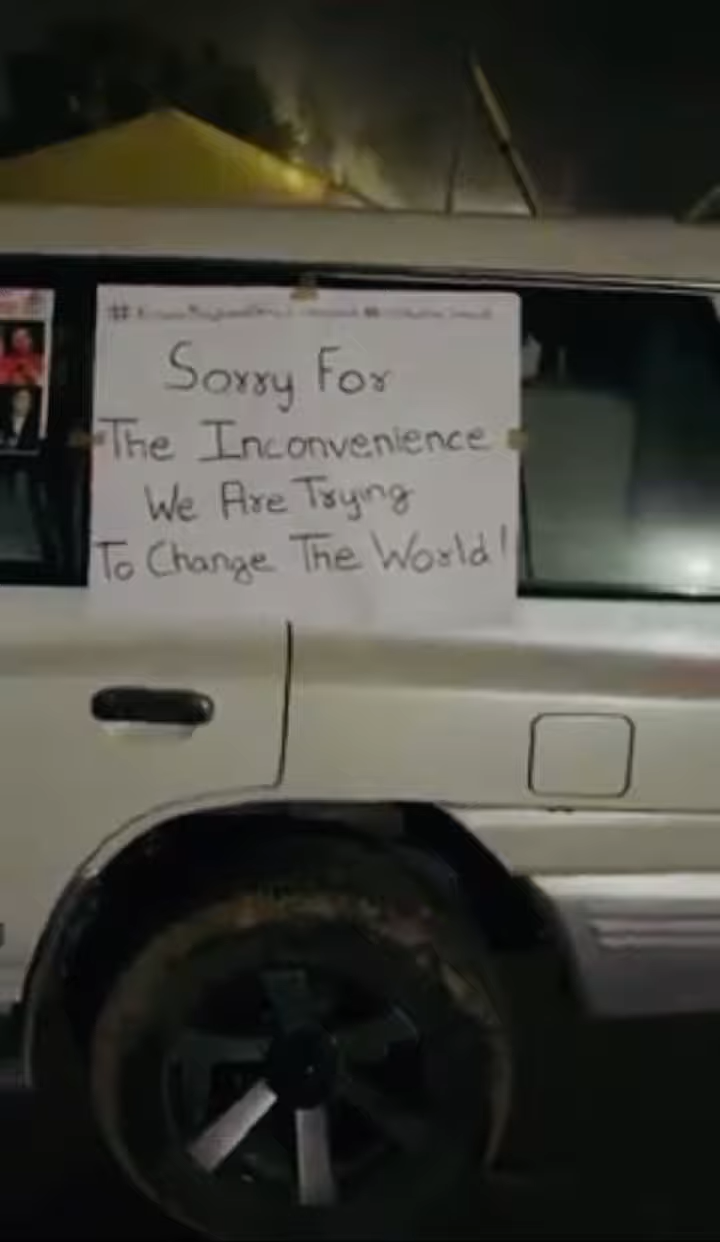 Sorry For
The Inconvenience
We Are Trying
To Change The World!